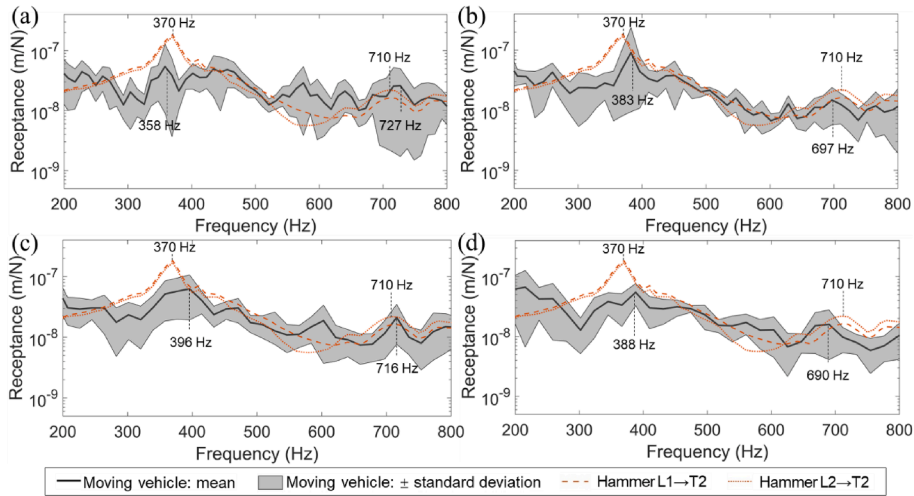 (a)
370 Hz
710 Hz
358 Hz
727 Hz
Receptance (m/N)
10-7
10-8
10-9
200 300 400 500 600 700 800
Frequency (Hz)
(b)
370 Hz
710 Hz
383 Hz
697 Hz
Receptance (m/N)
10-7
10-8
10-9
200 300 400 500 600 700 800
Frequency (Hz)
(c)
370 Hz
710 Hz
396 Hz
716 Hz
Receptance (m/N)
10-7
10-8
10-9
200 300 400 500 600 700 800
Frequency (Hz)
(d)
370 Hz
710 Hz
388 Hz
690 Hz
Receptance (m/N)
10-7
10-8
10-9
200 300 400 500 600 700 800
Frequency (Hz)
Moving vehicle: mean Moving vehicle: ± standard deviation Hammer L1→T2 Hammer L2→T2